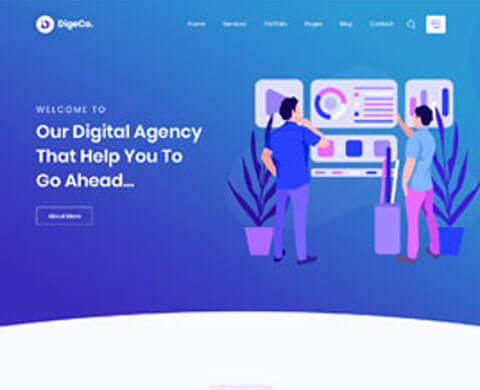 DigeCo.
Home Services Portfolio Pages Blog Contact
WELCOME TO
Our Digital Agency
That Help You To
Go Ahead...
About More